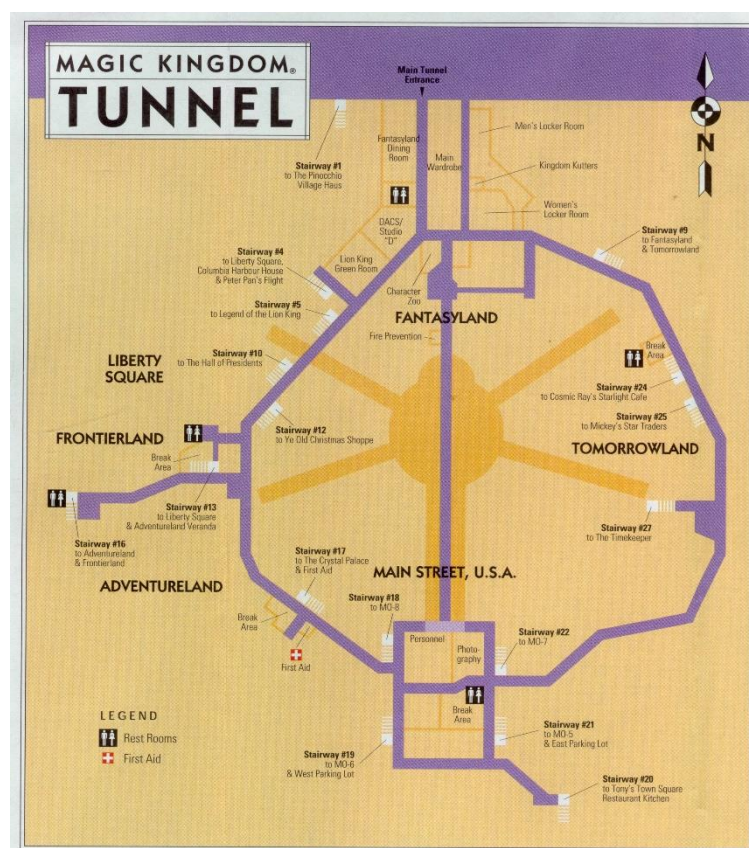 MAGIC KINGDOM®
TUNNEL
Main Tunnel
Entrance
N
Stairway #1
to The Pinocchio
Village Haus
Fantasyland
Dining
Room
Main
Wardrobe
Men's Locker Room
Kingdom Kutters
Women's
Locker Room
DACS/
Studio
"D"
Stairway #9
to Fantasyland
& Tomorrowland
Stairway #4
to Liberty Square,
Columbia Harbour House
& Peter Pan's Flight
Lion King
Green Room
Character
Zoo
Stairway #5
to Legend of the Lion King
FANTASYLAND
Fire Prevention
Break
Area
LIBERTY
SQUARE
Stairway #10
to The Hall of Presidents
Stairway #24
to Cosmic Ray's Starlight Cafe
Stairway #25
to Mickey's Star Traders
Stairway #12
to Ye Old Christmas Shoppe
FRONTIERLAND
TOMORROWLAND
Break
Area
Stairway #13
to Liberty Square
& Adventureland Veranda
Stairway #16
to Adventureland
& Frontierland
Stairway #27
to The Timekeeper
Stairway #17
to The Crystal Palace
& First Aid
ADVENTURELAND
MAIN STREET, U.S.A.
Stairway #18
to MO-8
Break
Area
First Aid
Personnel
Photo-
graphy
Stairway #22
to MO-7
Break
Area
LEGEND
Rest Rooms
First Aid
Stairway #19
to MO-6
& West Parking Lot
Stairway #21
to MO-5
& East Parking Lot
Stairway #20
to Tony's Town Square
Restaurant Kitchen